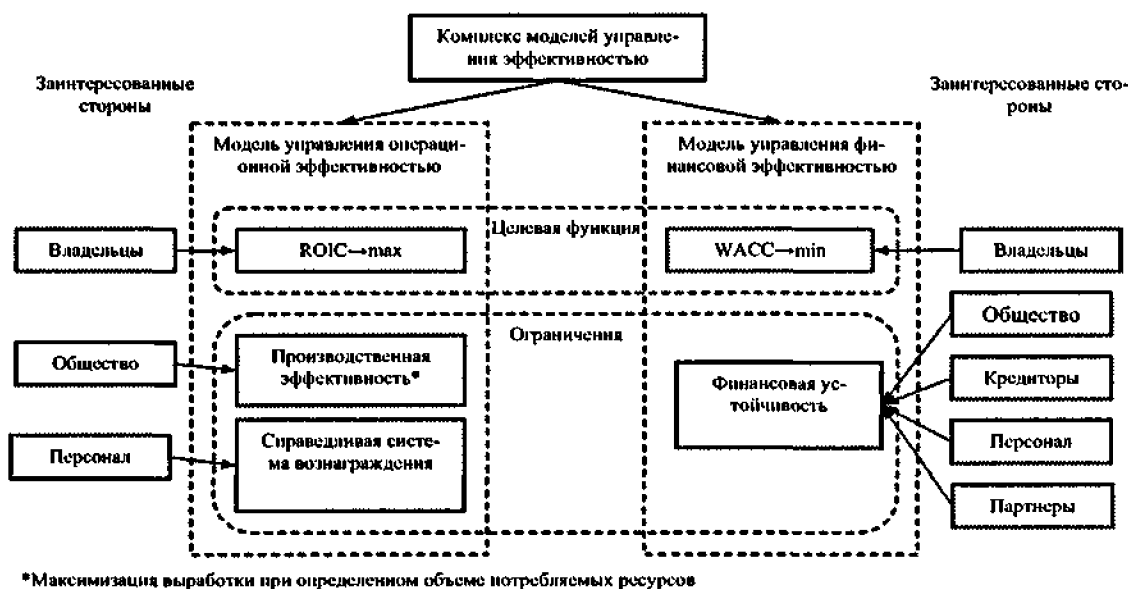 Комплекс моделей управле-
ния эффективностью
Заинтересованные
стороны
Заинтересованные сто-
роны
Модель управления операци-
онной эффективностью
Модель управления фи-
нансовой эффективностью
Целевая функция
Владельцы
ROIC→max
WACC→min
Владельцы
Ограничения
Общество
Производственная
эффективность*
Персонал
Справедливая систе-
ма вознаграждения
Финансовая ус-
тойчивость
Общество
Кредиторы
Персонал
Партнеры
*Максимизация выработки при определенном объеме потребляемых ресурсов